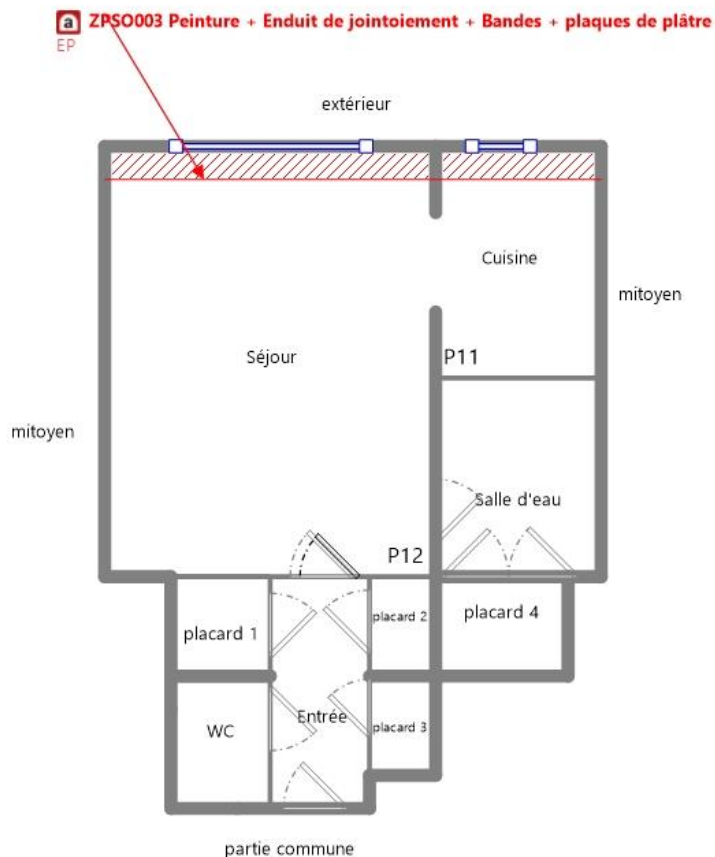 a ZPSO003 Peinture + Enduit de jointoiement + Bandes + plaques de plâtre
EP
extérieur
Cuisine
mitoyen
Séjour
P11
mitoyen
Salle d'eau
P12
placard 1
placard 2
placard 4
WC
Entrée
placard 3
partie commune